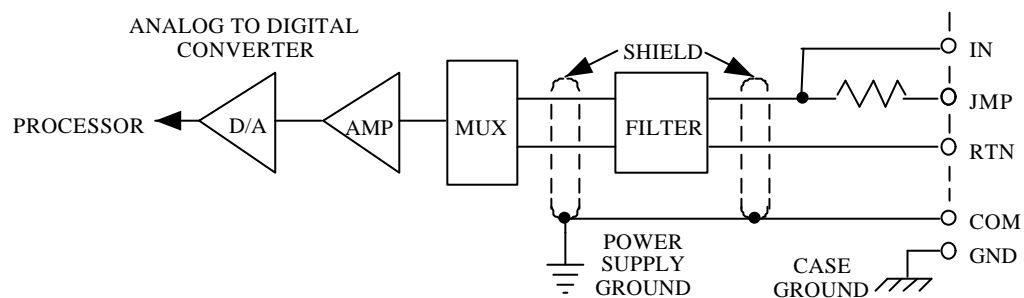 ANALOG TO DIGITAL
CONVERTER
SHIELD
IN
JMP
PROCESSOR
D/A
AMP
MUX
FILTER
RTN
COM
POWER
SUPPLY
GROUND
CASE
GROUND
GND